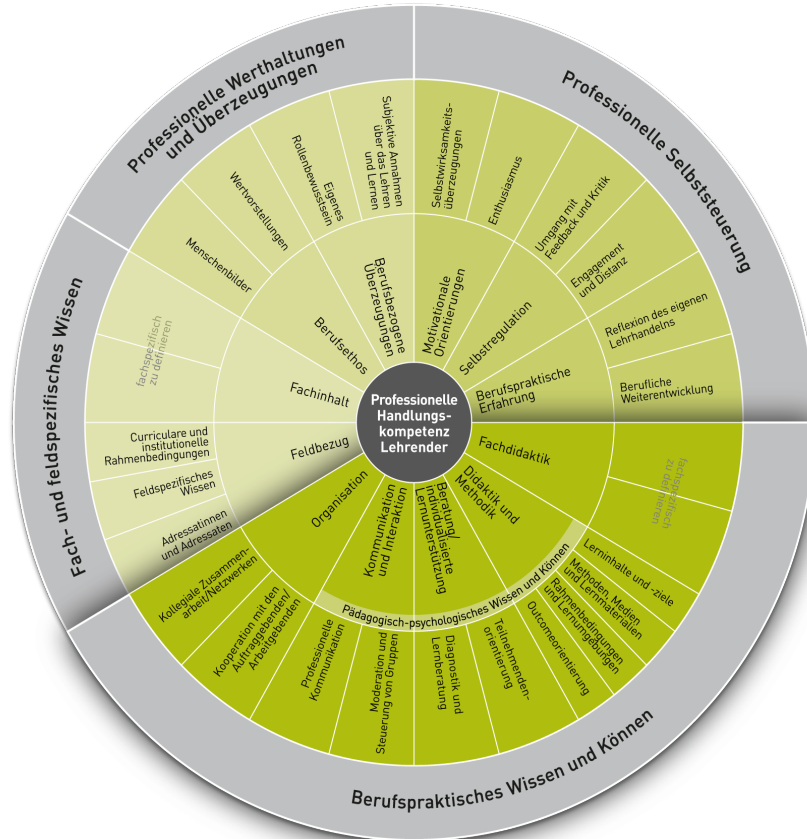 Professionelle Werthaltungen
und Überzeugungen
Professionelle Selbststeuerung
Fach- und feldspezifisches Wissen
Berufspraktisches Wissen und Können
Professionelle
Handlungs-
kompetenz
Lehrender
Menschenbilder
Wertvorstellungen
Eigenes
Rollenbewusstsein
Subjektive Annahmen
über das Lehren
und Lernen
Berufsethos
Berufsbezogene
Überzeugungen
Selbstwirksamkeits-
überzeugungen
Enthusiasmus
Umgang mit
Feedback und Kritik
Engagement
und Distanz
Reflexion des eigenen
Lehrhandelns
Berufliche
Weiterentwicklung
Motivationale
Orientierungen
Selbstregulation
Berufspraktische
Erfahrung
Fachdidaktik
Didaktik und
Methodik
Beratung/
individualisierte
Lernunterstützung
Kommunikation
und Interaktion
Organisation
fachspezifisch
zu definieren
Pädagogisch-psychologisches Wissen und Können
Lerninhalte und -ziele
Methoden, Medien
und Lernmaterialien
Rahmenbedingungen
und Lernumgebungen
Outcomeorientierung
Teilnehmenden-
orientierung
Diagnostik und
Lernberatung
Moderation und
Steuerung von Gruppen
Professionelle
Kommunikation
Kooperation mit den
Auftraggebenden/
Arbeitgebenden
Kollegiale Zusammen-
arbeit/Netzwerken
Feldbezug
Fachinhalt
Adressatinnen
und Adressaten
Feldspezifisches
Wissen
Curriculare und
institutionelle
Rahmenbedingungen
fachspezifisch
zu definieren